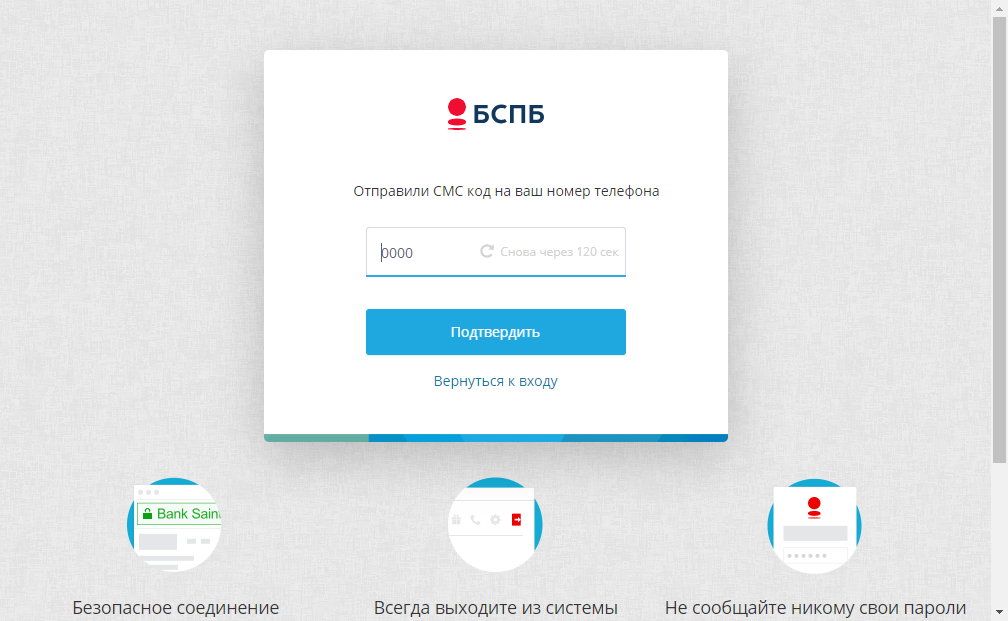 БСПБ
Отправили СМС код на ваш номер телефона
0000
Снова через 120 сек
Подтвердить
Вернуться к входу
Bank Sain
Безопасное соединение
Всегда выходите из системы
Не сообщайте никому свои пароли